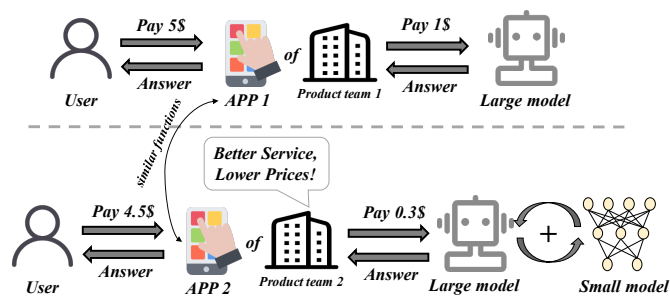 Pay 5$
Pay 1$
of
Answer
Answer
User
APP 1
Product team 1
Large model
similar functions
Better Service,
Lower Prices!
Pay 4.5$
Pay 0.3$
of
+
Answer
Answer
User
APP 2
Product team 2
Large model
Small model